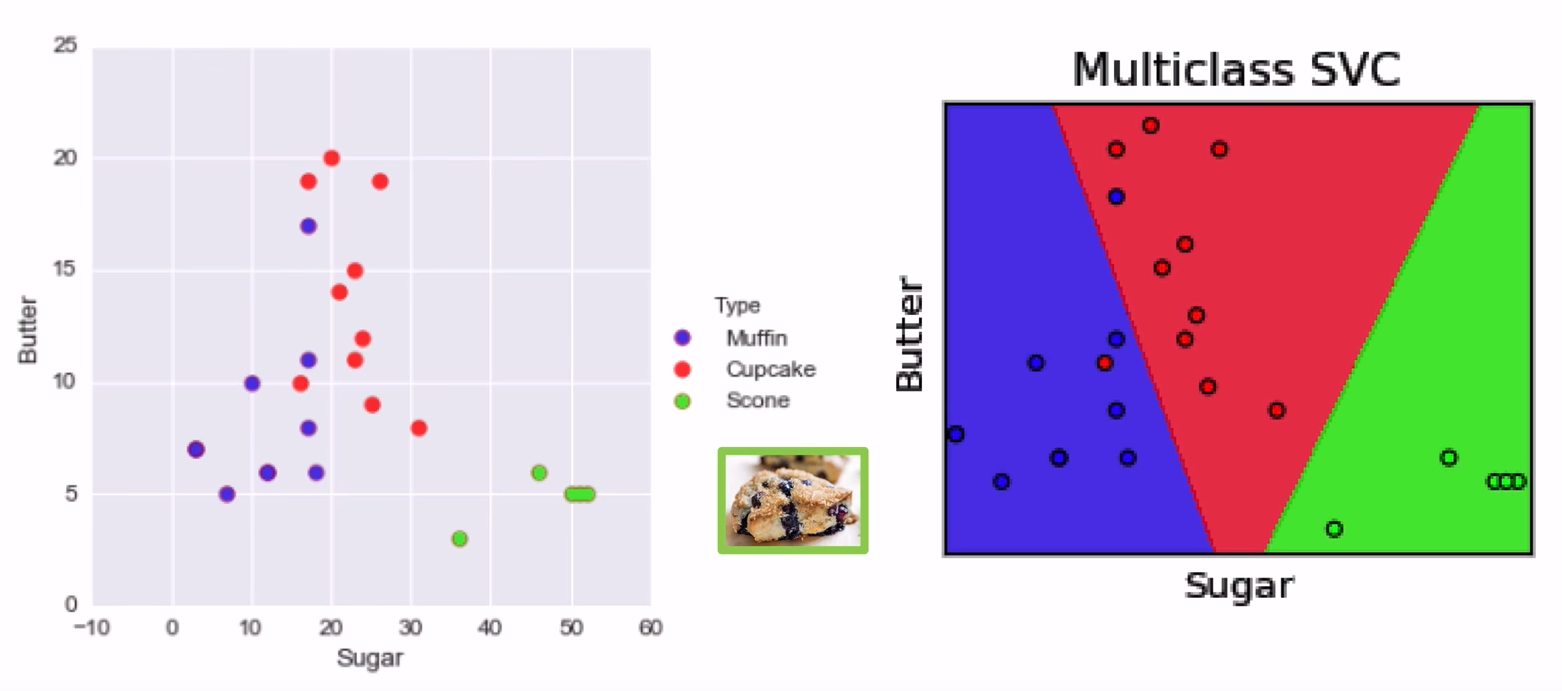 25
20
15
10
5
0
Butter
−10 0 10 20 30 40 50 60
Sugar
Type
Muffin
Cupcake
Scone
Multiclass SVC
Butter
Sugar